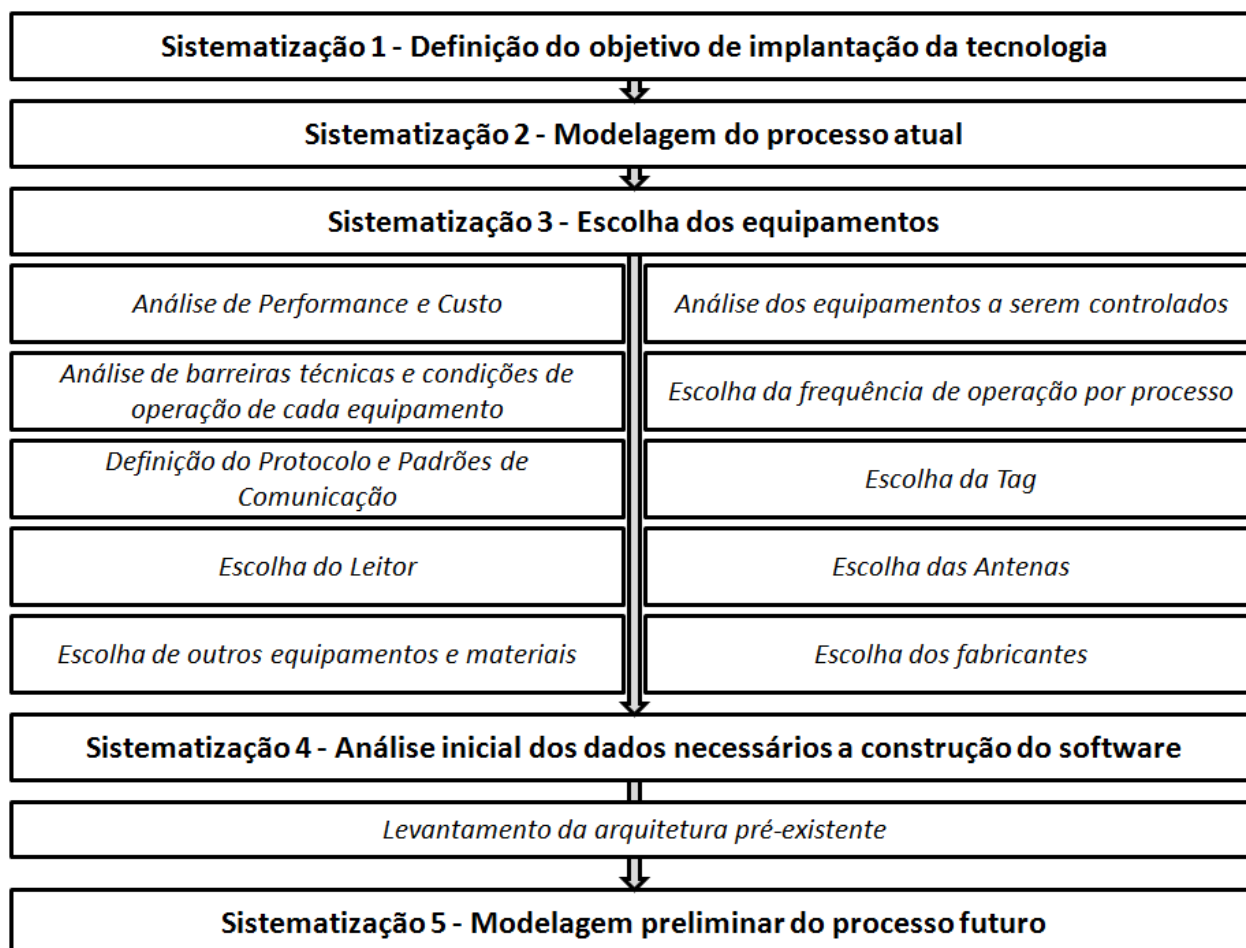 Sistematização 1 - Definição do objetivo de implantação da tecnologia
Sistematização 2 - Modelagem do processo atual
Sistematização 3 - Escolha dos equipamentos
Análise de Performance e Custo
Análise dos equipamentos a serem controlados
Análise de barreiras técnicas e condições de
operação de cada equipamento
Escolha da frequência de operação por processo
Definição do Protocolo e Padrões de
Comunicação
Escolha da Tag
Escolha do Leitor
Escolha das Antenas
Escolha de outros equipamentos e materiais
Escolha dos fabricantes
Sistematização 4 - Análise inicial dos dados necessários a construção do software
Levantamento da arquitetura pré-existente
Sistematização 5 - Modelagem preliminar do processo futuro